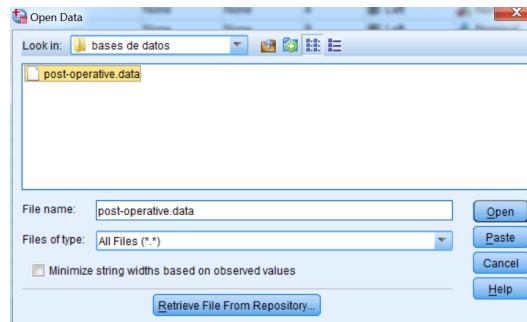 Open Data
Look in: bases de datos
post-operative.data
File name: post-operative.data Open
Files of type: All Files (*.*) Paste
Minimize string widths based on observed values Cancel
Help
Retrieve File From Repository...